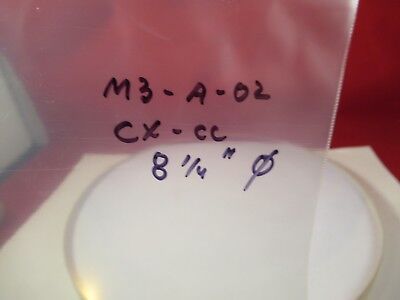 M3-A-02
CX-CC
8 1/4" ∅